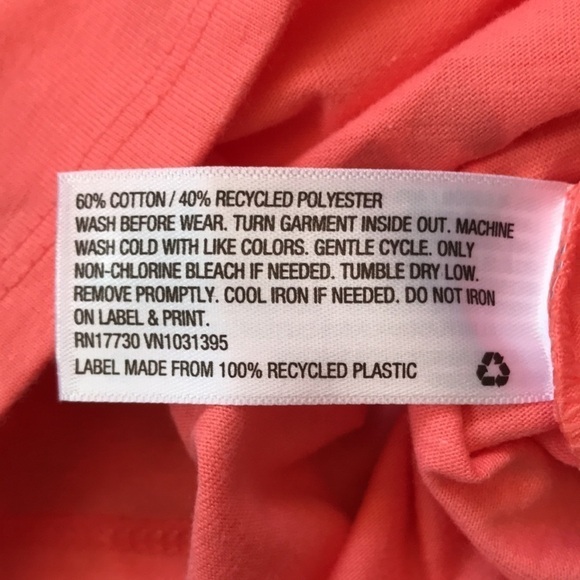 60% COTTON / 40% RECYCLED POLYESTER
WASH BEFORE WEAR. TURN GARMENT INSIDE OUT. MACHINE
WASH COLD WITH LIKE COLORS. GENTLE CYCLE. ONLY
NON-CHLORINE BLEACH IF NEEDED. TUMBLE DRY LOW.
REMOVE PROMPTLY. COOL IRON IF NEEDED. DO NOT IRON
ON LABEL & PRINT.
RN17730 VN1031395
LABEL MADE FROM 100% RECYCLED PLASTIC